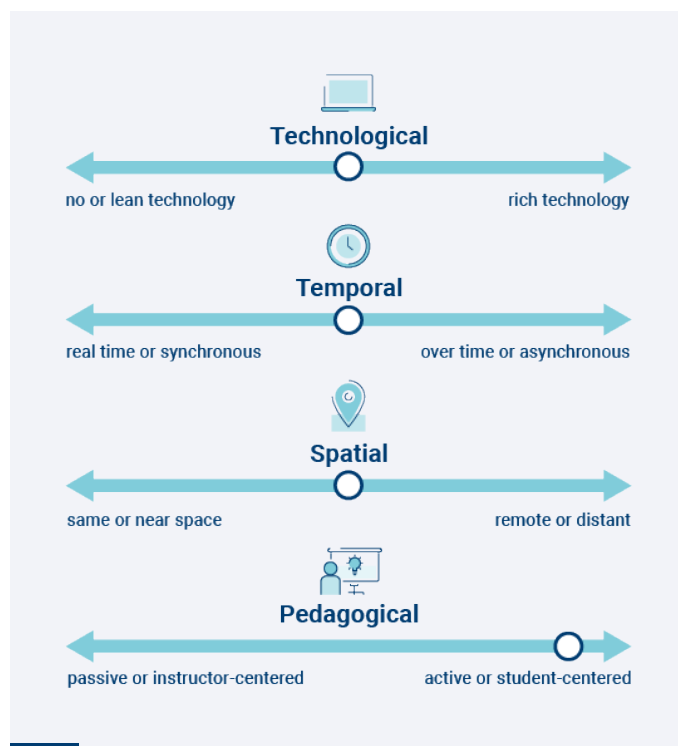 Technological
no or lean technology
rich technology
Temporal
real time or synchronous
over time or asynchronous
Spatial
same or near space
remote or distant
Pedagogical
passive or instructor-centered
active or student-centered